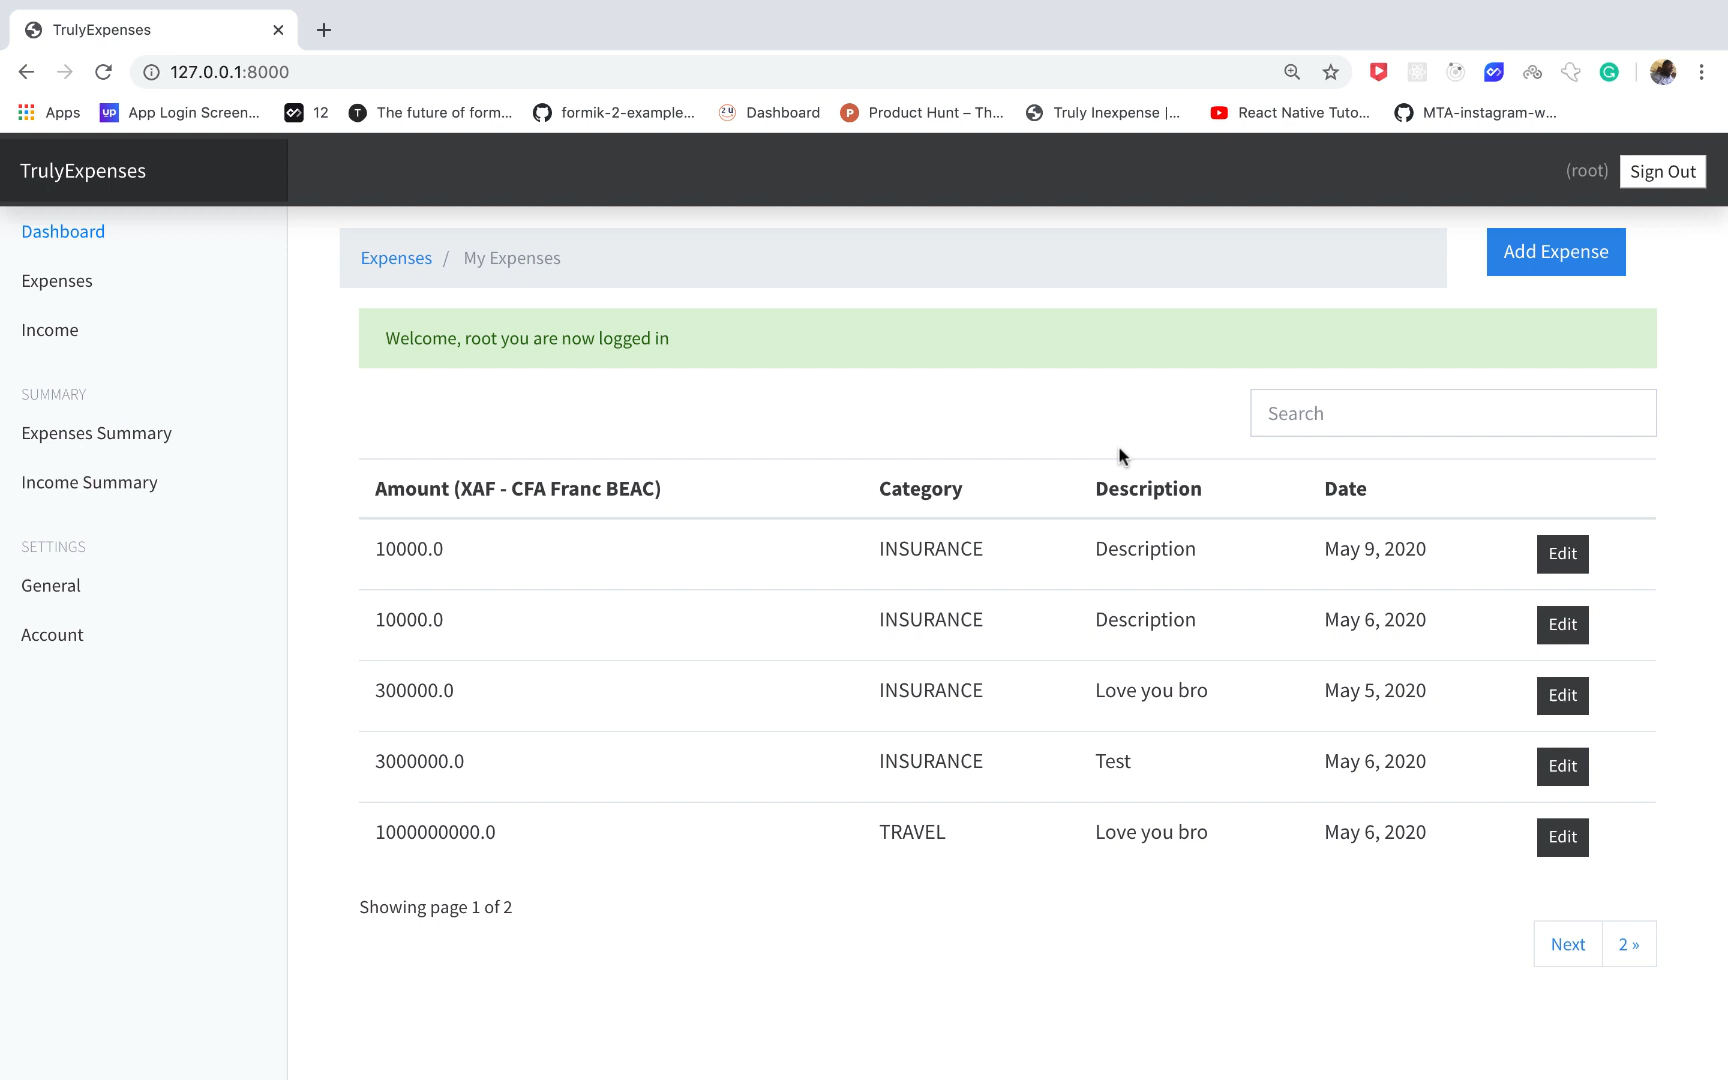 TrulyExpenses
127.0.0.1:8000
Apps
up App Login Screen...
12
T The future of form...
formik-2-example...
2U Dashboard
P Product Hunt – Th...
Truly Inexpense |...
React Native Tuto...
MTA-instagram-w...
TrulyExpenses
(root) Sign Out
Dashboard
Expenses
Income
SUMMARY
Expenses Summary
Income Summary
SETTINGS
General
Account
Expenses / My Expenses
Add Expense
Welcome, root you are now logged in
Search
Amount (XAF - CFA Franc BEAC) Category Description Date
10000.0 INSURANCE Description May 9, 2020 Edit
10000.0 INSURANCE Description May 6, 2020 Edit
300000.0 INSURANCE Love you bro May 5, 2020 Edit
3000000.0 INSURANCE Test May 6, 2020 Edit
1000000000.0 TRAVEL Love you bro May 6, 2020 Edit
Showing page 1 of 2
Next 2 »